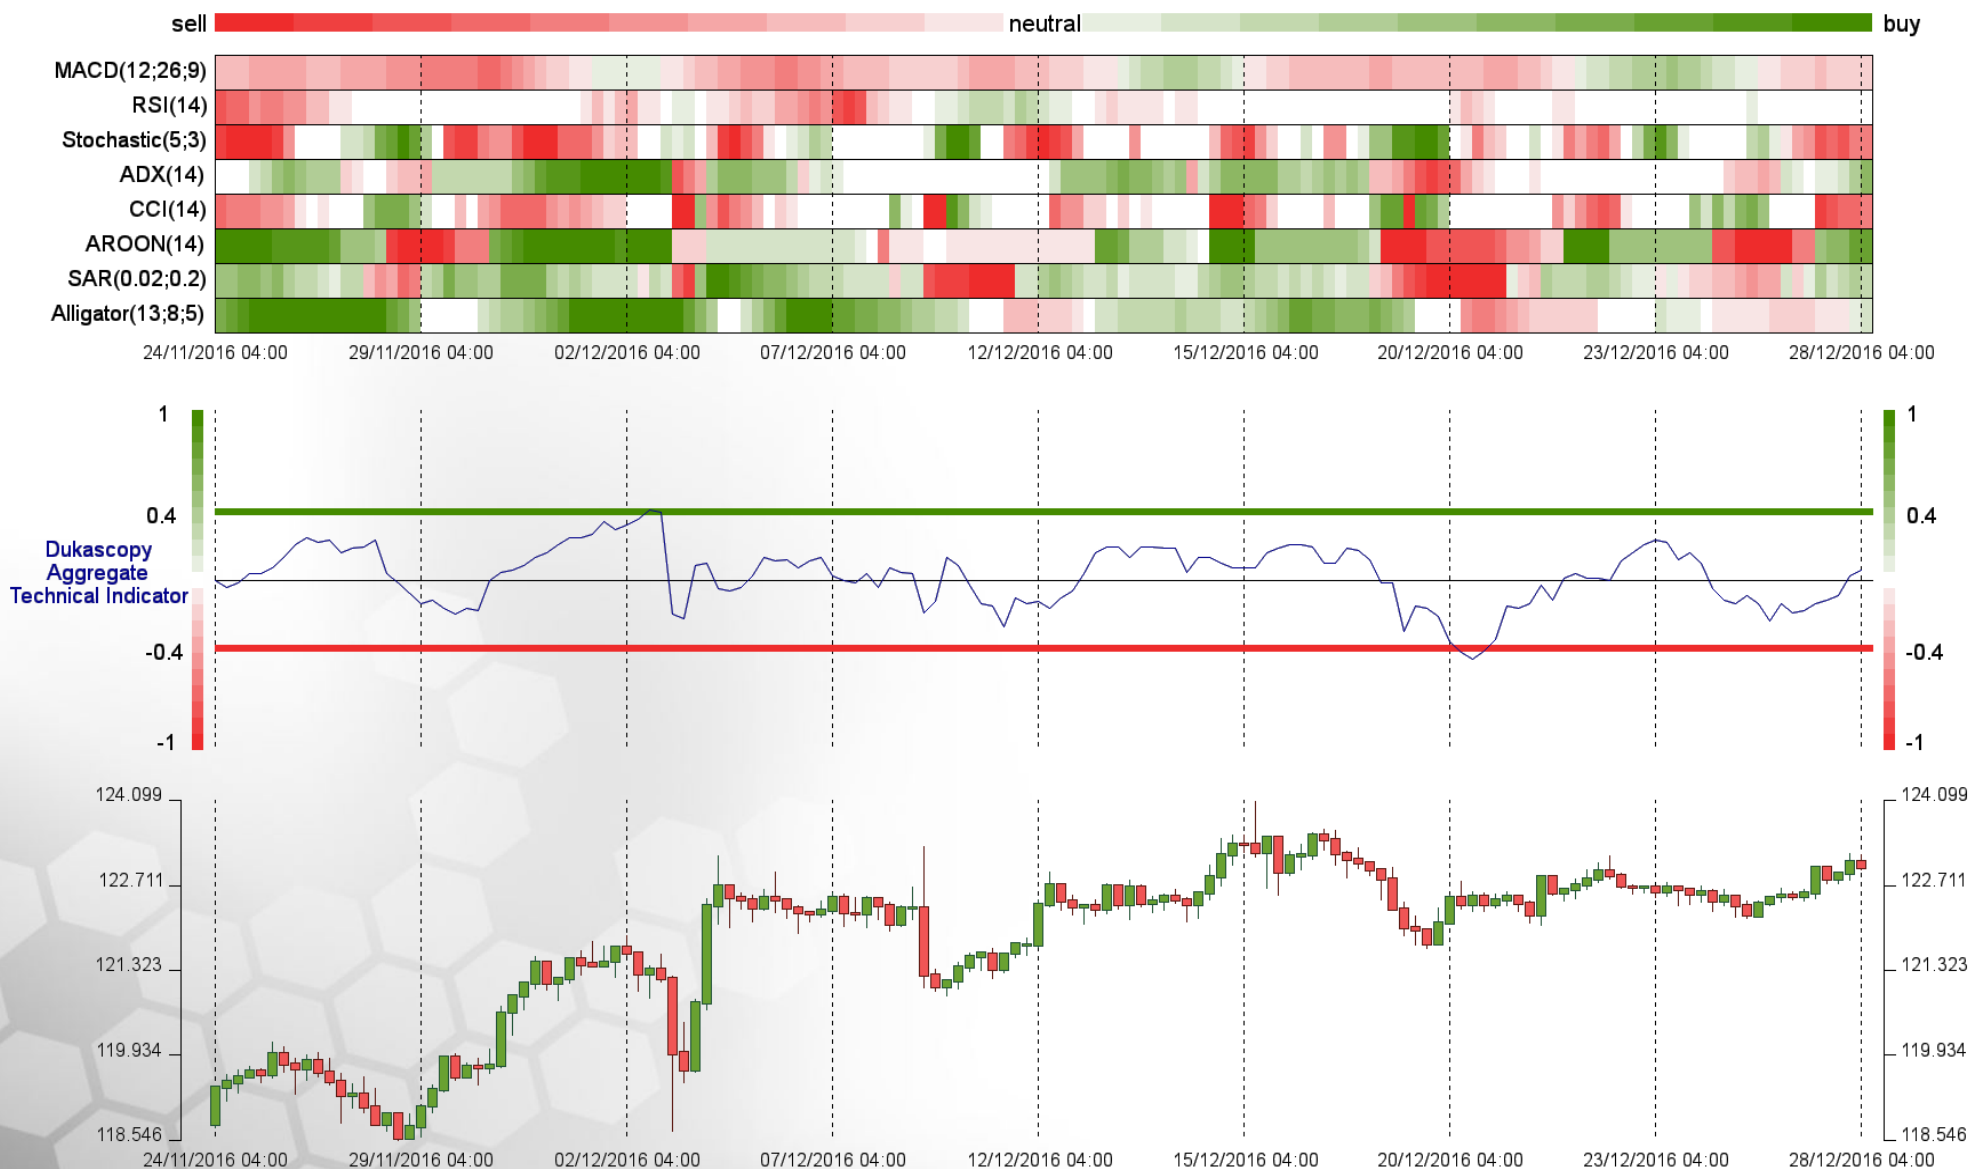 sell neutral buy
MACD(12;26;9)
RSI(14)
Stochastic(5;3)
ADX(14)
CCI(14)
AROON(14)
SAR(0.02;0.2)
Alligator(13;8;5)
24/11/2016 04:00 29/11/2016 04:00 02/12/2016 04:00 07/12/2016 04:00 12/12/2016 04:00 15/12/2016 04:00 20/12/2016 04:00 23/12/2016 04:00 28/12/2016 04:00
1 1
0.4 0.4
Dukascopy
Aggregate
Technical Indicator
-0.4 -0.4
-1 -1
124.099 124.099
122.711 122.711
121.323 121.323
119.934 119.934
118.546 118.546
24/11/2016 04:00 29/11/2016 04:00 02/12/2016 04:00 07/12/2016 04:00 12/12/2016 04:00 15/12/2016 04:00 20/12/2016 04:00 23/12/2016 04:00 28/12/2016 04:00